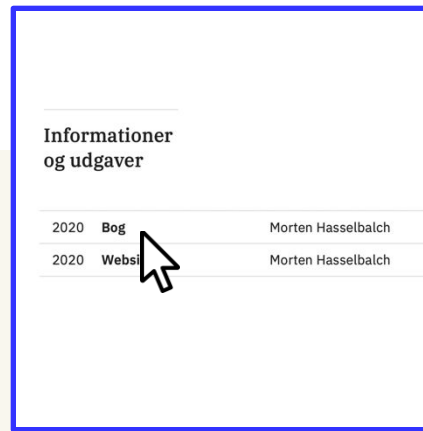 Informationer
og udgaver
2020 Bog Morten Hasselbalch
2020 Morten Hasselbalch